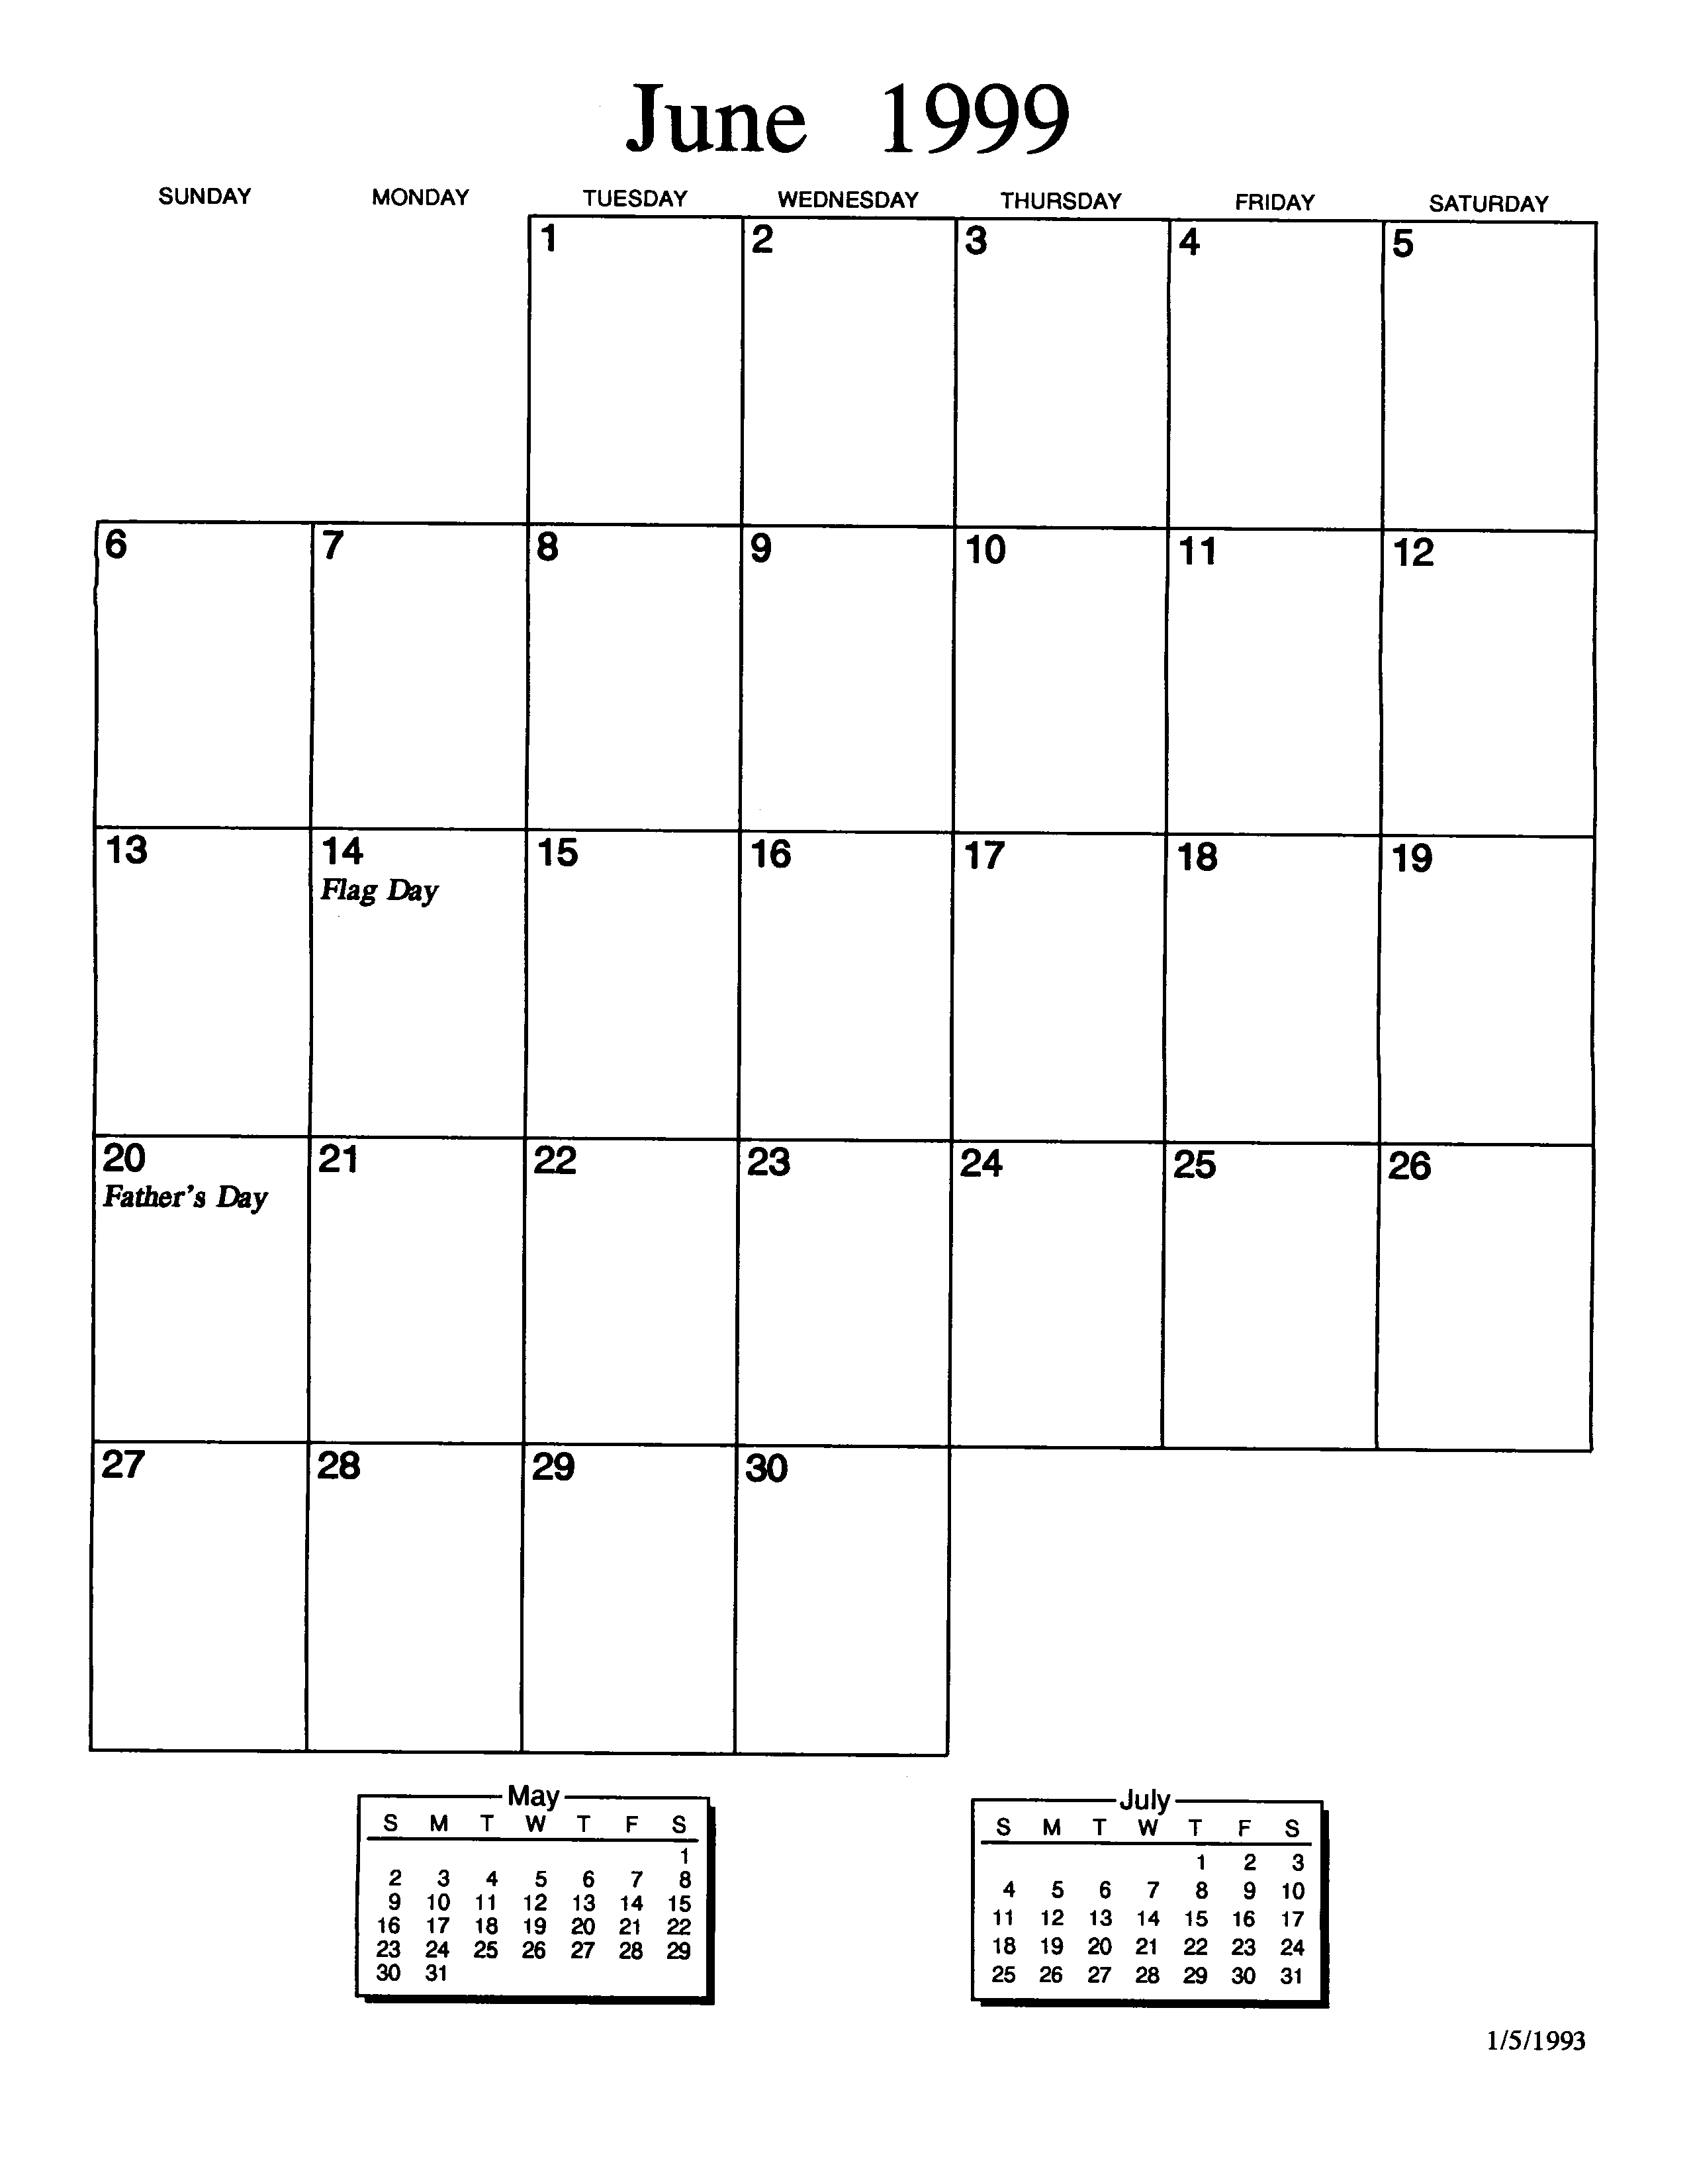 June 1999
SUNDAY MONDAY TUESDAY WEDNESDAY THURSDAY FRIDAY SATURDAY
1 2 3 4 5
6 7 8 9 10 11 12
13 14 15 16 17 18 19
Flag Day
20 21 22 23 24 25 26
Father's Day
27 28 29 30
May
S M T W T F S
1
2 3 4 5 6 7 8
9 10 11 12 13 14 15
16 17 18 19 20 21 22
23 24 25 26 27 28 29
30 31
July
S M T W T F S
1 2 3
4 5 6 7 8 9 10
11 12 13 14 15 16 17
18 19 20 21 22 23 24
25 26 27 28 29 30 31
1/5/1993